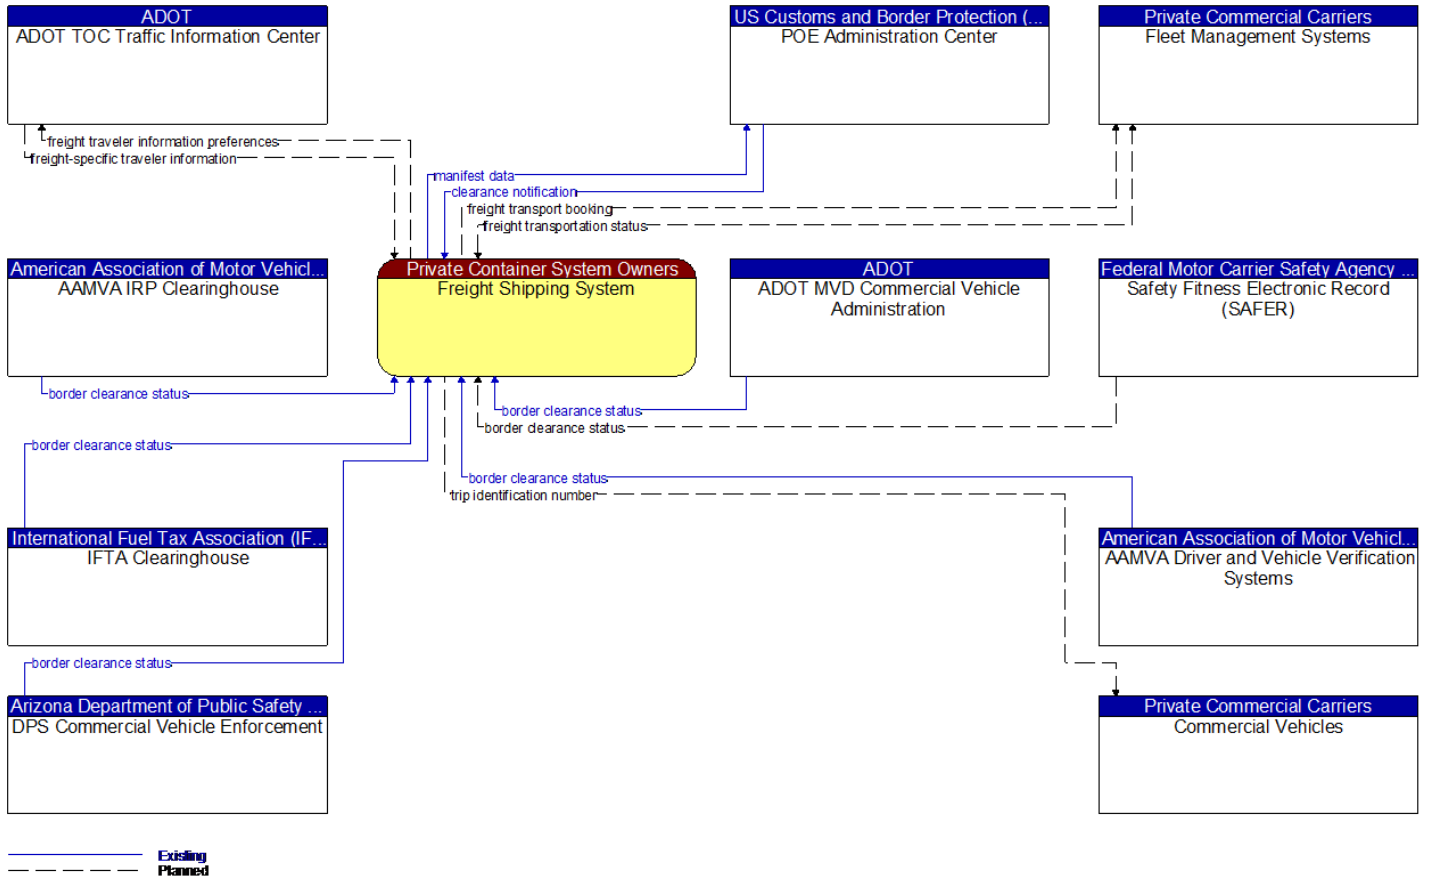 ADOT
ADOT TOC Traffic Information Center
US Customs and Border Protection (...
POE Administration Center
Private Commercial Carriers
Fleet Management Systems
freight traveler information preferences
freight-specific traveler information
manifest data
clearance notification
freight transport booking
freight transportation status
American Association of Motor Vehicl...
AAMVA IRP Clearinghouse
Private Container System Owners
Freight Shipping System
ADOT
ADOT MVD Commercial Vehicle
Administration
Federal Motor Carrier Safety Agency ...
Safety Fitness Electronic Record
(SAFER)
border clearance status
border clearance status
border clearance status
border clearance status
border clearance status
trip identification number
International Fuel Tax Association (IF...
IFTA Clearinghouse
American Association of Motor Vehicl...
AAMVA Driver and Vehicle Verification
Systems
border clearance status
Arizona Department of Public Safety ...
DPS Commercial Vehicle Enforcement
Private Commercial Carriers
Commercial Vehicles
Existing
Planned